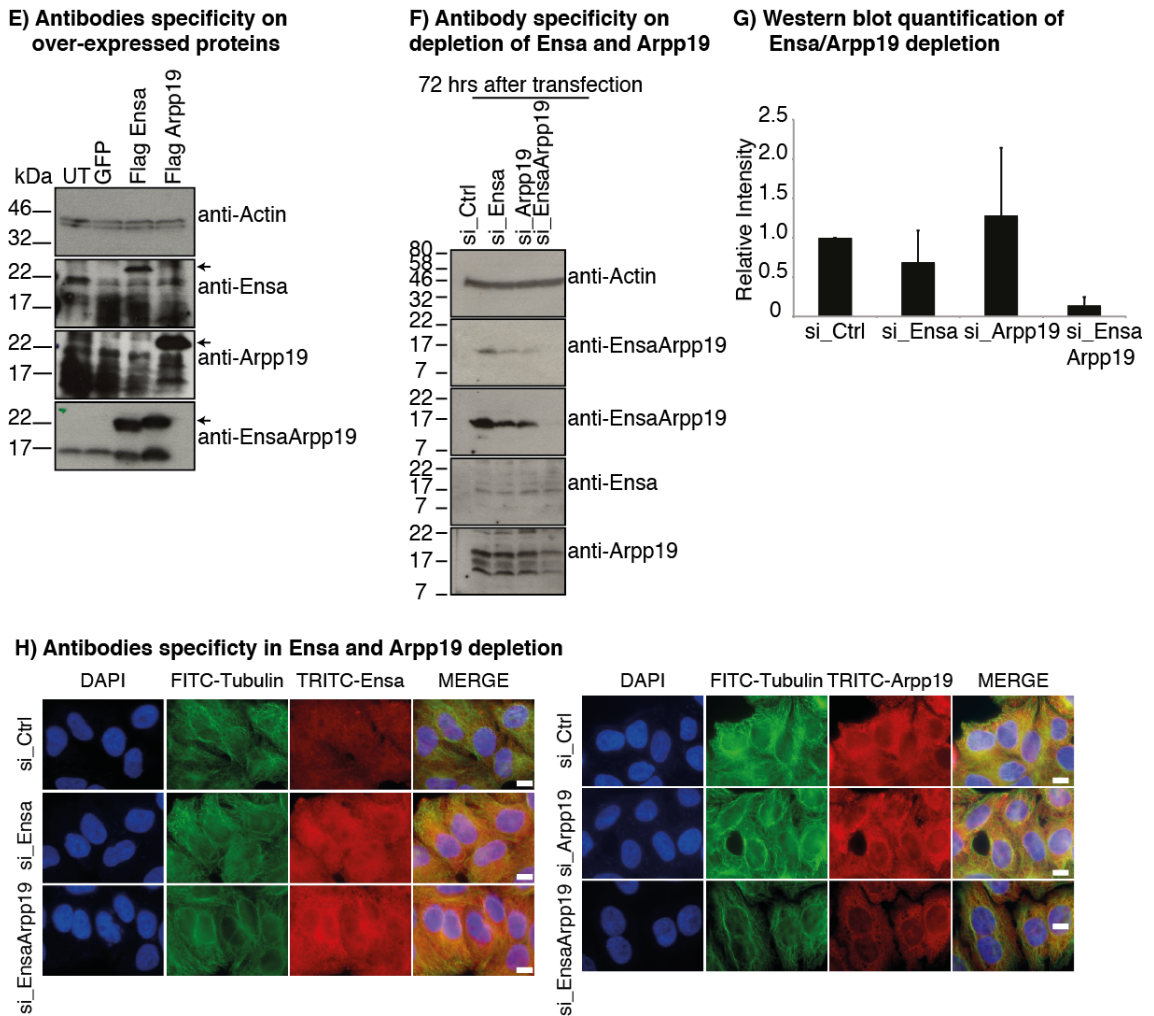 E) Antibodies specificity on
over-expressed proteins
kDa
UT
GFP
Flag Ensa
Flag Arpp19
46
32
anti-Actin
22
17
anti-Ensa
22
17
anti-Arpp19
22
17
anti-EnsaArpp19
F) Antibody specificity on
depletion of Ensa and Arpp19
72 hrs after transfection
si_Ctrl
si_Ensa
si_Arpp19
si_EnsaArpp19
80
58
46
32
anti-Actin
22
17
7
anti-EnsaArpp19
22
17
7
anti-EnsaArpp19
22
17
7
anti-Ensa
22
17
7
anti-Arpp19
G) Western blot quantification of
Ensa/Arpp19 depletion
Relative Intensity
2.5
2.0
1.5
1.0
0.5
0
si_Ctrl
si_Ensa
si_Arpp19
si_Ensa
Arpp19
H) Antibodies specificty in Ensa and Arpp19 depletion
DAPI FITC-Tubulin TRITC-Ensa MERGE
si_Ctrl
si_Ensa
si_EnsaArpp19
DAPI FITC-Tubulin TRITC-Arpp19 MERGE
si_Ctrl
si_Arpp19
si_EnsaArpp19